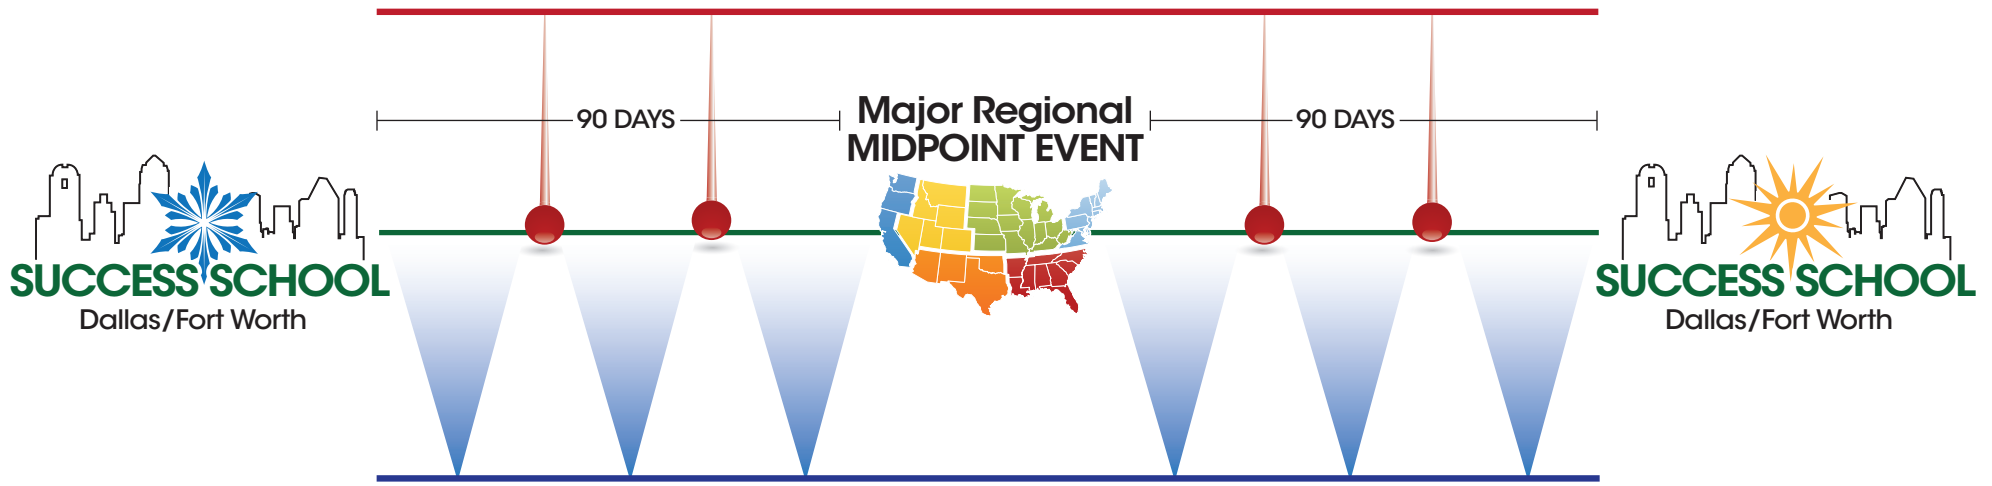 90 DAYS
Major Regional
MIDPOINT EVENT
90 DAYS
SUCCESS SCHOOL
Dallas/Fort Worth
SUCCESS SCHOOL
Dallas/Fort Worth